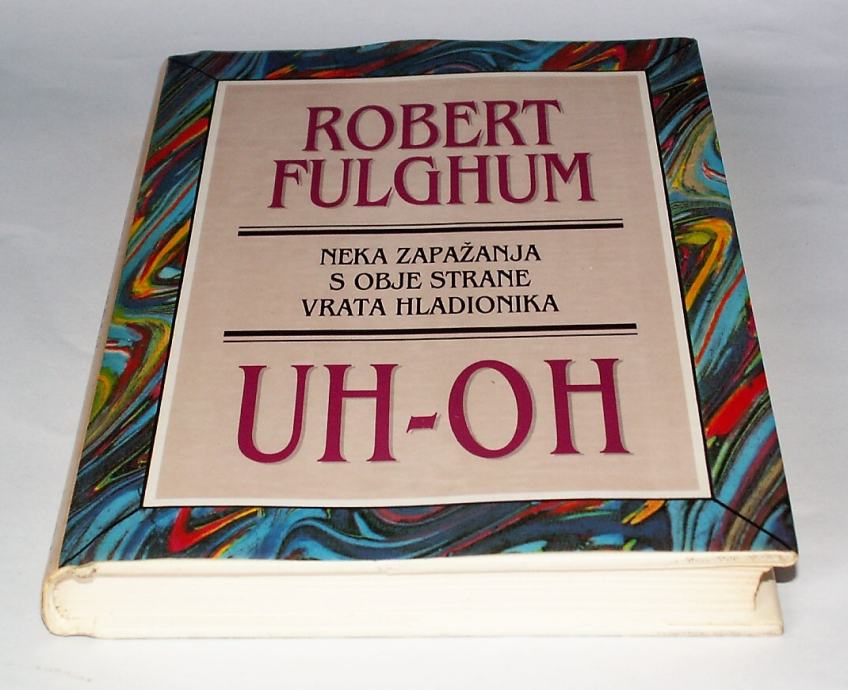 ROBERT
FULGHUM
NEKA ZAPAŽANJA
S OBJE STRANE
VRATA HLADIONIKA
UH-OH